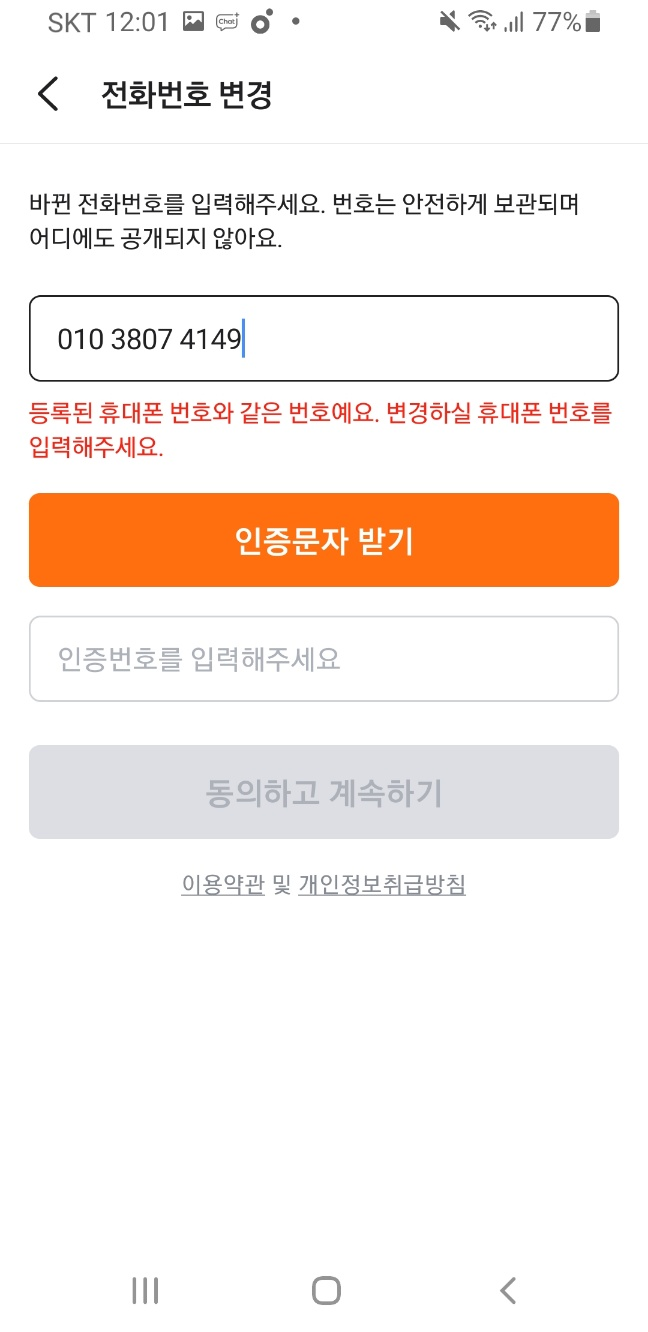 SKT 12:01 Chat 77%
전화번호 변경
바뀐 전화번호를 입력해주세요. 번호는 안전하게 보관되며
어디에도 공개되지 않아요.
010 3807 4149
등록된 휴대폰 번호와 같은 번호예요. 변경하실 휴대폰 번호를
입력해주세요.
인증문자 받기
인증번호를 입력해주세요
동의하고 계속하기
이용약관 및 개인정보취급방침